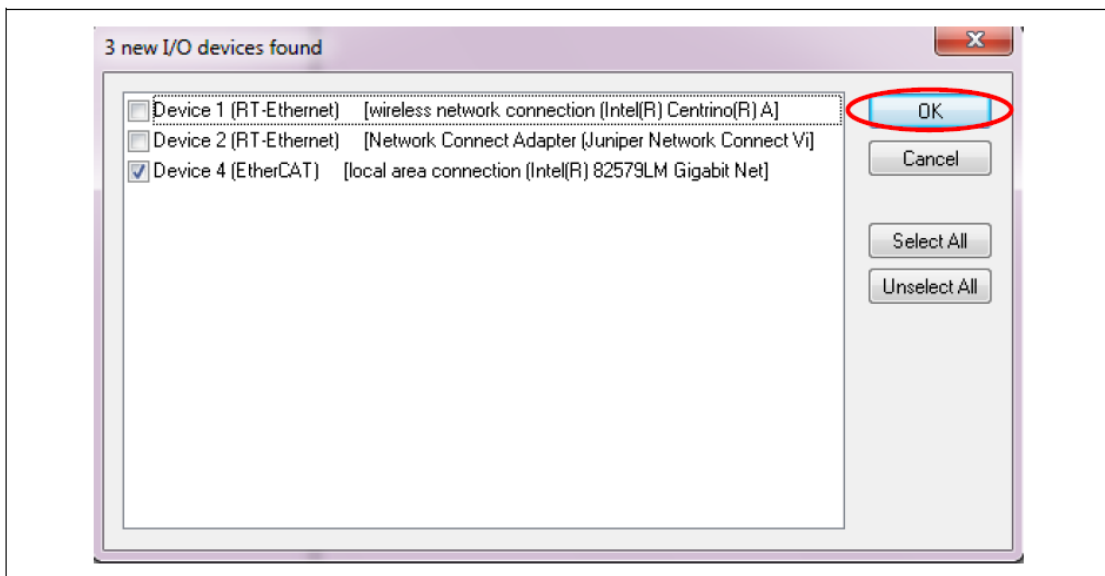 3 new I/O devices found
Device 1 (RT-Ethernet) [wireless network connection (Intel(R) Centrino(R) A]
Device 2 (RT-Ethernet) [Network Connect Adapter (Juniper Network Connect Vi]
Device 4 (EtherCAT) [local area connection (Intel(R) 82579LM Gigabit Net]
OK
Cancel
Select All
Unselect All